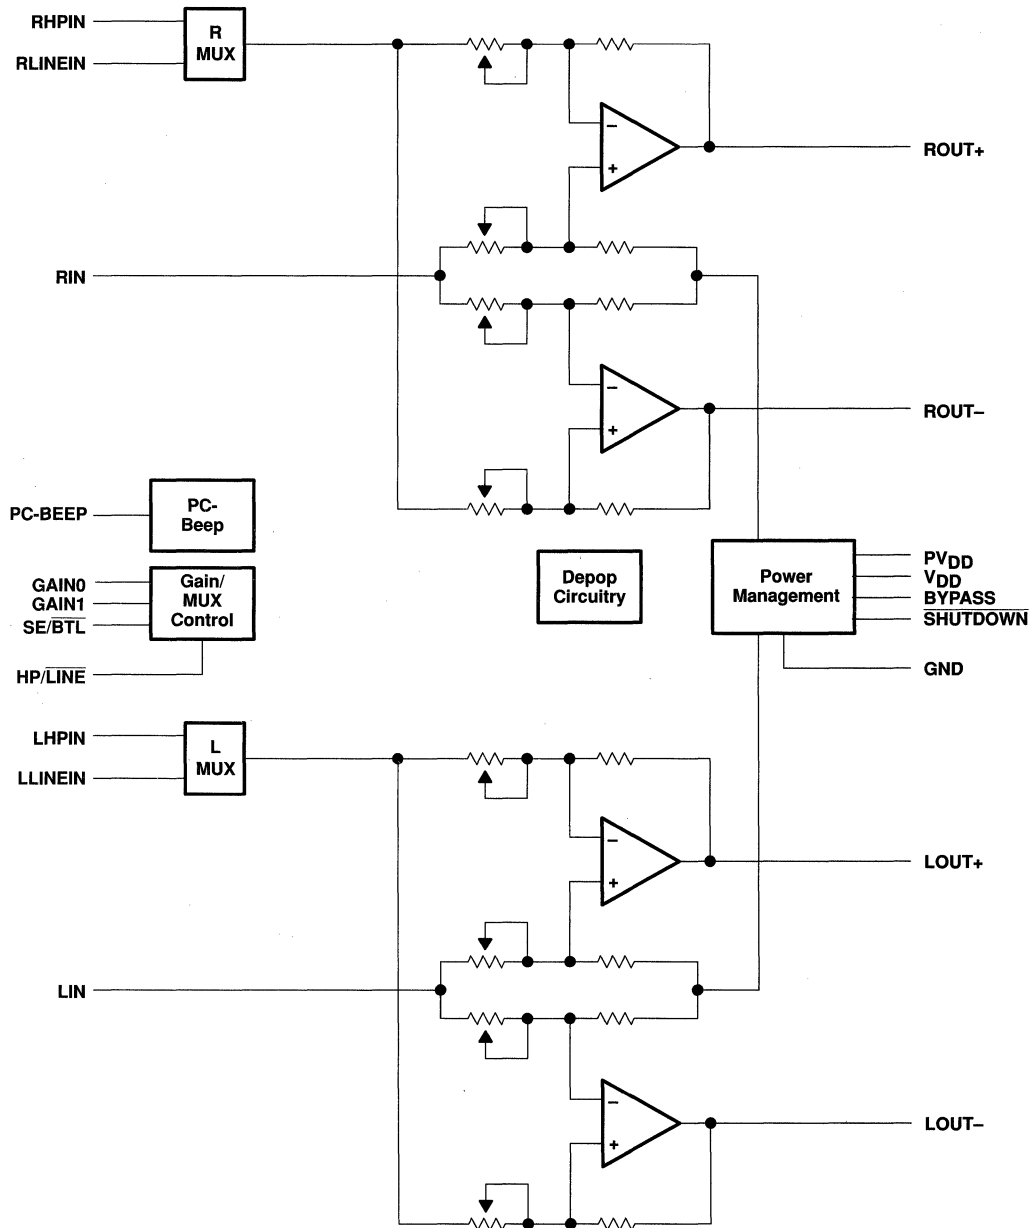 RHPIN
R
MUX
RLINEIN
−
+
ROUT+
RIN
−
+
ROUT−
PC-BEEP
PC-
Beep
GAIN0
GAIN1
SE/BTL
HP/LINE
Gain/
MUX
Control
Depop
Circuitry
Power
Management
PVDD
VDD
BYPASS
SHUTDOWN
GND
LHPIN
L
MUX
LLINEIN
−
+
LOUT+
LIN
−
+
LOUT−